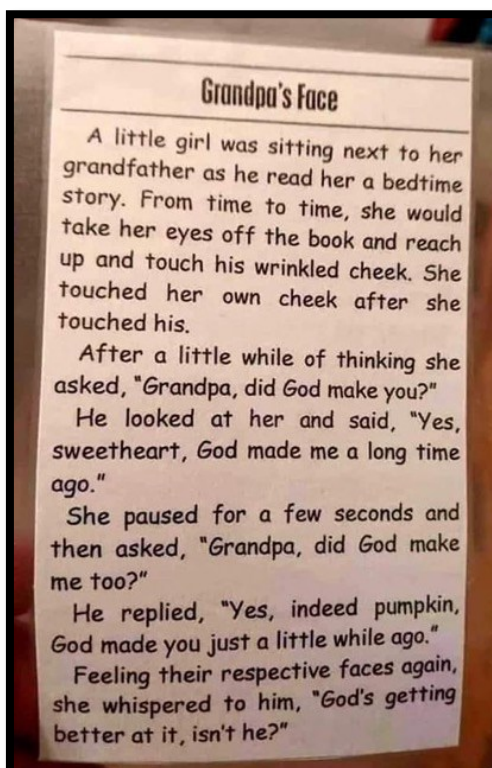 Grandpa's Face
A little girl was sitting next to her
grandfather as he read her a bedtime
story. From time to time, she would
take her eyes off the book and reach
up and touch his wrinkled cheek. She
touched her own cheek after she
touched his.
After a little while of thinking she
asked, "Grandpa, did God make you?"
He looked at her and said, "Yes,
sweetheart, God made me a long time
ago."
She paused for a few seconds and
then asked, "Grandpa, did God make
me too?"
He replied, "Yes, indeed pumpkin,
God made you just a little while ago."
Feeling their respective faces again,
she whispered to him, "God's getting
better at it, isn't he?"